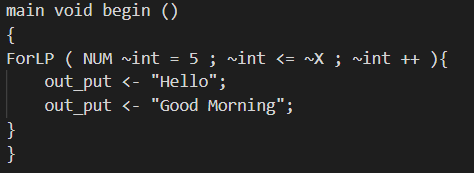 main void begin ()
{
ForLP ( NUM ~int = 5 ; ~int <= ~X ; ~int ++ ){
    out_put <- "Hello";
    out_put <- "Good Morning";
}
}